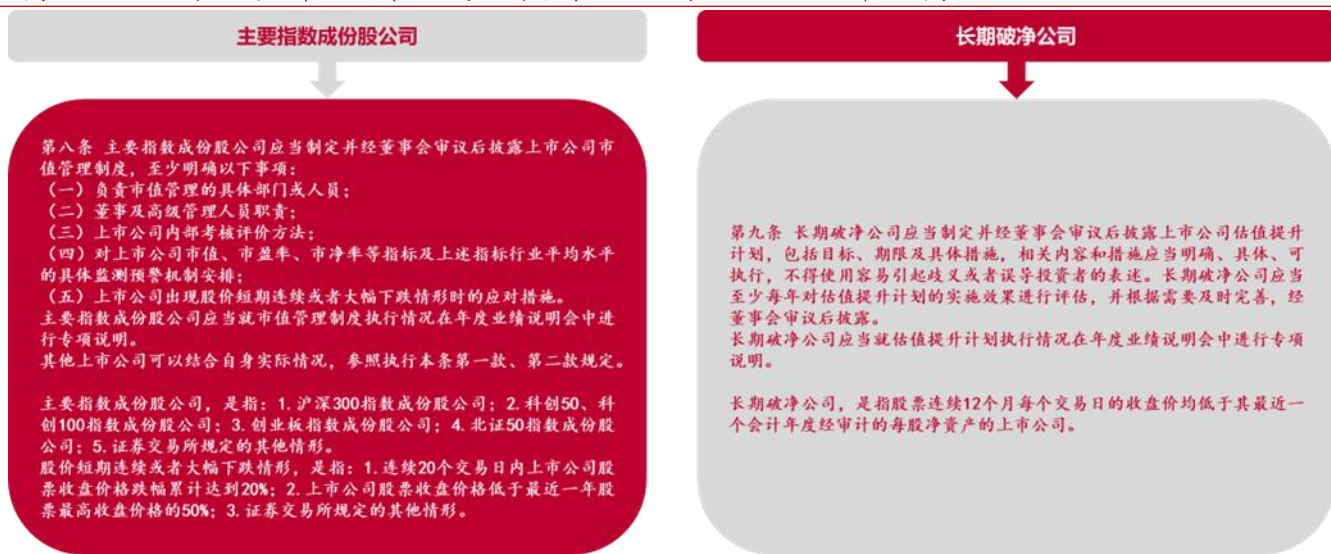 主要指数成份股公司
第八条 主要指数成份股公司应当制定并经董事会审议后披露上市公司市
值管理制度，至少明确以下事项：
（一）负责市值管理的具体部门或人员；
（二）董事及高级管理人员职责；
（三）上市公司内部考核评价方法；
（四）对上市公司市值、市盈率、市净率等指标及上述指标行业平均水平
的具体监测预警机制安排；
（五）上市公司出现股价短期连续或者大幅下跌情形时的应对措施。
主要指数成份股公司应当就市值管理制度执行情况在年度业绩说明会中进
行专项说明。
其他上市公司可以结合自身实际情况，参照执行本条第一款、第二款规定。
主要指数成份股公司，是指：1.沪深300指数成份股公司；2.科创50、科
创100指数成份股公司；3.创业板指数成份股公司；4.北证50指数成份股
公司；5.证券交易所规定的其他情形。
股价短期连续或者大幅下跌情形，是指：1.连续20个交易日内上市公司股
票收盘价格跌幅累计达到20%；2.上市公司股票收盘价格低于最近一年股
票最高收盘价格的50%；3.证券交易所规定的其他情形。
长期破净公司
第九条 长期破净公司应当制定并经董事会审议后披露上市公司估值提升
计划，包括目标、期限及具体措施，相关内容和措施应当明确、具体、可
执行，不得使用容易引起歧义或者误导投资者的表述。长期破净公司应当
至少每年对估值提升计划的实施效果进行评估，并根据需要及时完善，经
董事会审议后披露。
长期破净公司应当就估值提升计划执行情况在年度业绩说明会中进行专项
说明。
长期破净公司，是指股票连续12个月每个交易日的收盘价均低于其最近一
个会计年度经审计的每股净资产的上市公司。